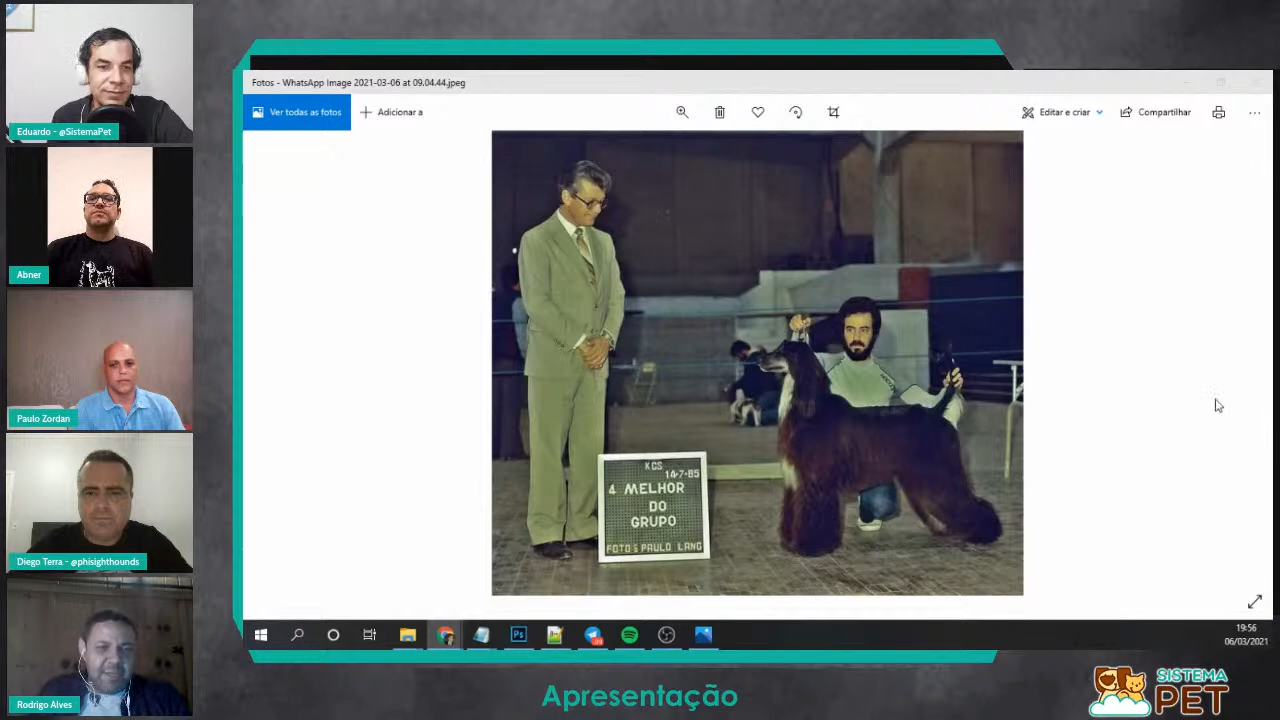 Eduardo - @SistemaPet
Abner
Paulo Zordan
Diego Terra - @phisighthounds
Rodrigo Alves
Fotos - WhatsApp Image 2021-03-06 at 09.04.44.jpeg
Ver todas as fotos
Adicionar a
Editar e criar
Compartilhar
KCS
14-7-85
4 MELHOR
DO
GRUPO
FOTOS PAULO LANG
Ps
19:56
06/03/2021
Apresentação
SISTEMA
PET